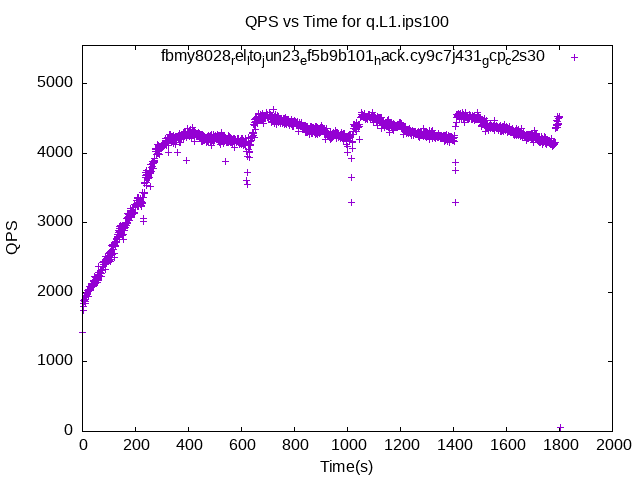 QPS vs Time for q.L1.ips100
fbmy8028relltojun23ef5b9b101hack.cy9c7j431gcpc2s30
5000
4000
3000
2000
1000
0
QPS
0 200 400 600 800 1000 1200 1400 1600 1800 2000
Time(s)